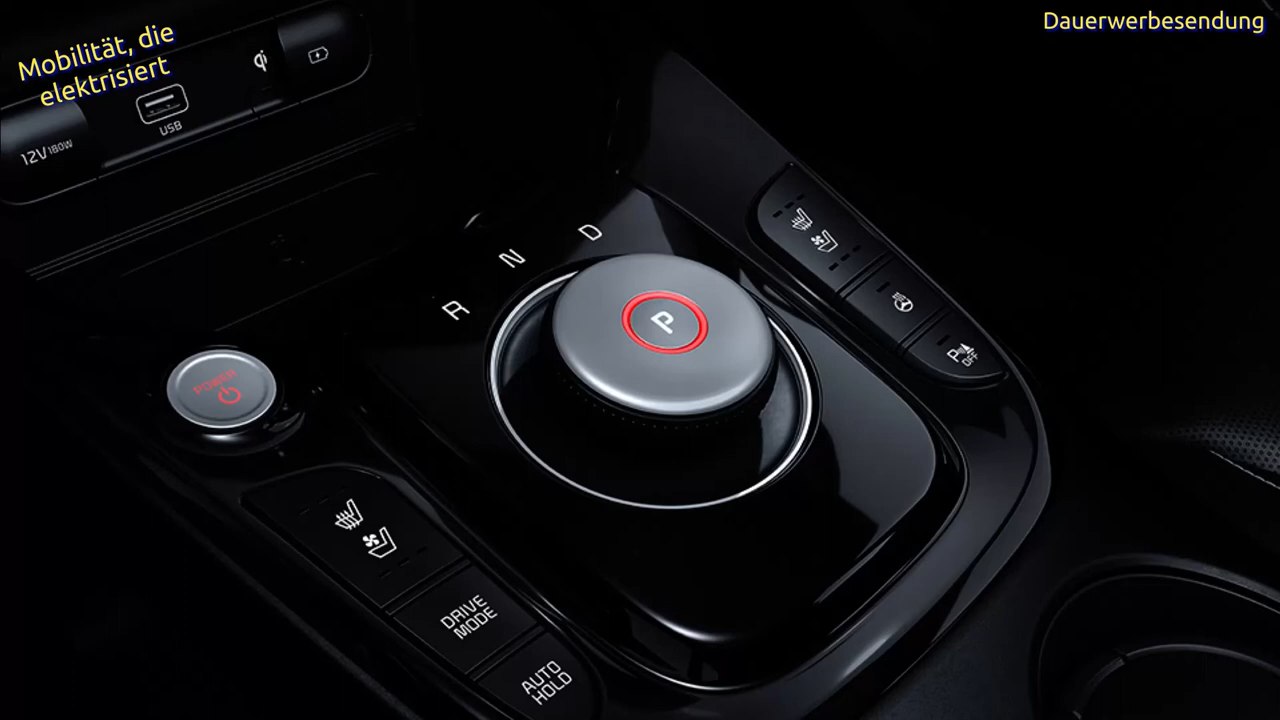 Mobilität, die
elektrisiert
Dauerwerbesendung
USB
12V 180W
R
N
D
P
POWER
P
OFF
DRIVE
MODE
AUTO
HOLD